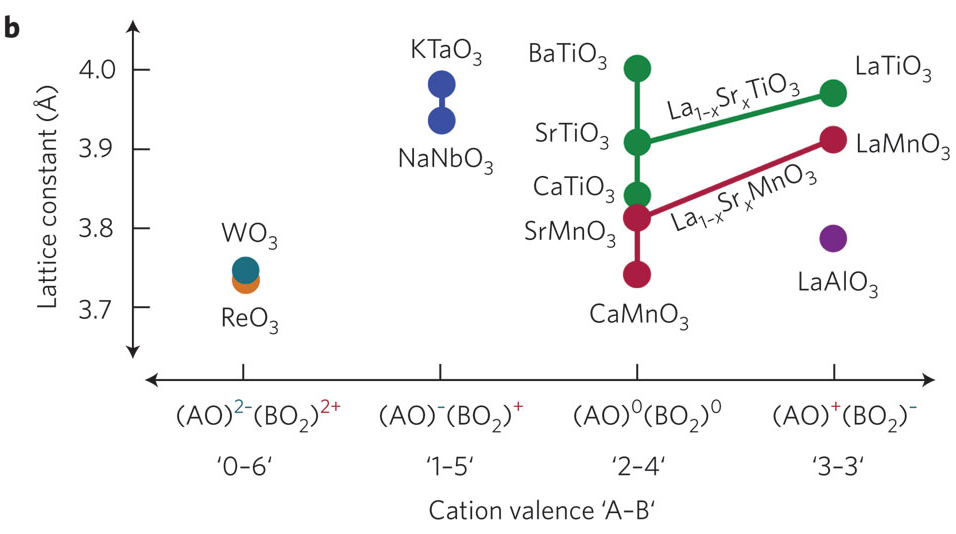 b
Lattice constant (Å)
4.0
3.9
3.8
3.7
WO₃
ReO₃
KTaO₃
NaNbO₃
BaTiO₃
SrTiO₃
CaTiO₃
SrMnO₃
CaMnO₃
La₁₋ₓSrₓTiO₃
La₁₋ₓSrₓMnO₃
LaTiO₃
LaMnO₃
LaAlO₃
(AO)²⁻(BO₂)²⁺ (AO)⁻(BO₂)⁺ (AO)⁰(BO₂)⁰ (AO)⁺(BO₂)⁻
‘0–6‘ ‘1–5‘ ‘2–4‘ ‘3–3‘
Cation valence ‘A–B‘